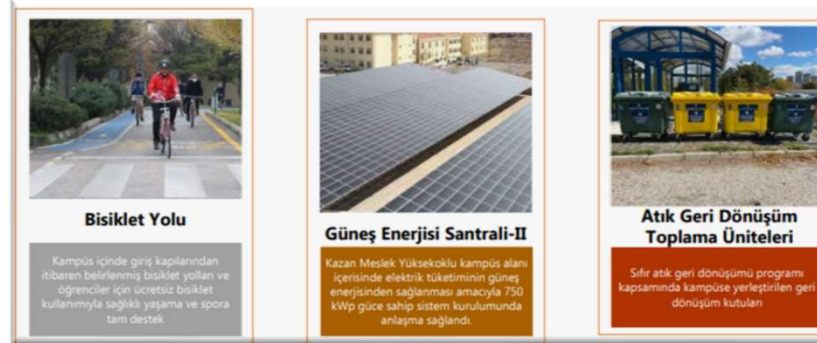 Bisiklet Yolu
Kampüs içinde giriş kapılarından
itibaren belirlenmiş bisiklet yolları ve
öğrenciler için ücretsiz bisiklet
kullanımıyla sağlıklı yaşama ve spora
tam destek
Güneş Enerjisi Santrali-II
Kazan Meslek Yüksekoklu kampüs alanı
içerisinde elektrik tüketiminin güneş
enerjisinden sağlanması amacıyla 750
kWp güce sahip sistem kurulumunda
anlaşma sağlandı.
Atık Geri Dönüşüm
Toplama Üniteleri
Sıfır atık geri dönüşümü programı
kapsamında kampüse yerleştirilen geri
dönüşüm kutuları